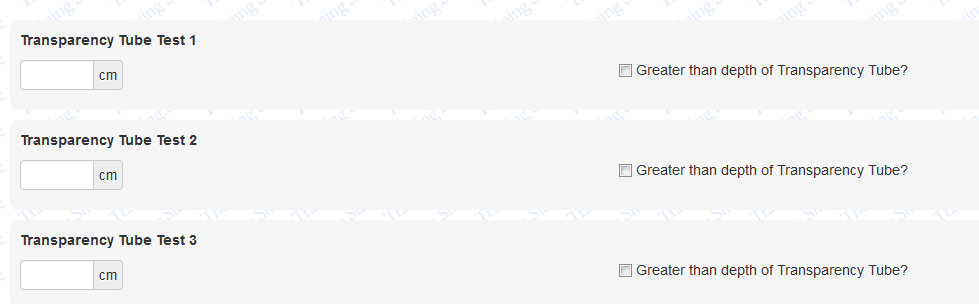 Transparency Tube Test 1
cm
Greater than depth of Transparency Tube?
Transparency Tube Test 2
cm
Greater than depth of Transparency Tube?
Transparency Tube Test 3
cm
Greater than depth of Transparency Tube?